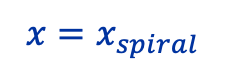 x = x_spiral